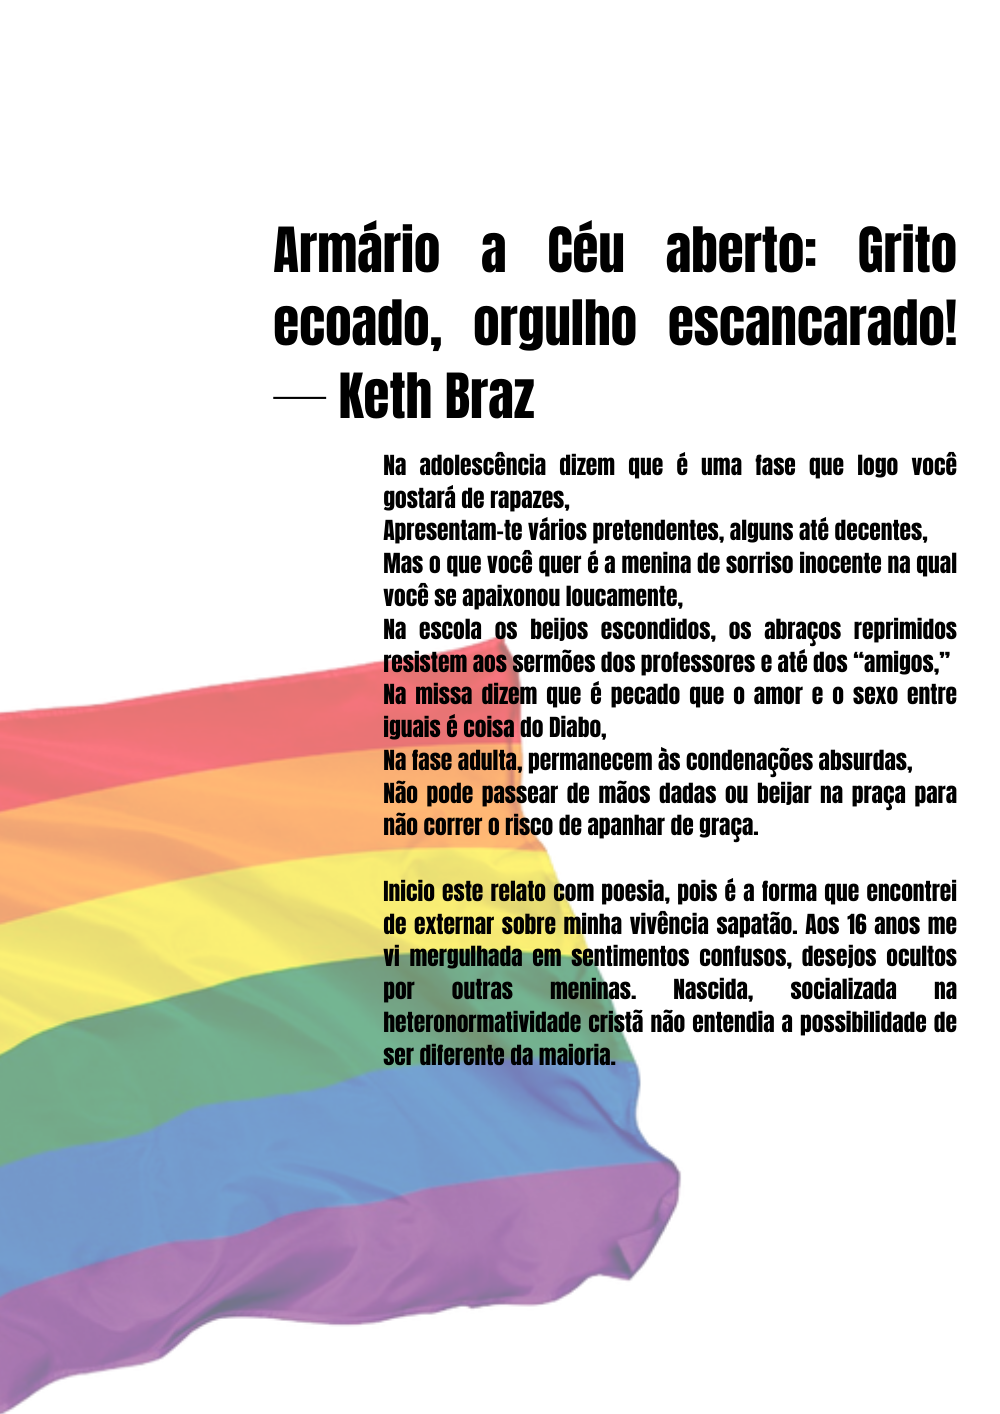 Armário a Céu aberto: Grito
ecoado, orgulho escancarado!
— Keth Braz
Na adolescência dizem que é uma fase que logo você
gostará de rapazes,
Apresentam-te vários pretendentes, alguns até decentes,
Mas o que você quer é a menina de sorriso inocente na qual
você se apaixonou loucamente,
Na escola os beijos escondidos, os abraços reprimidos
resistem aos sermões dos professores e até dos “amigos,”
Na missa dizem que é pecado que o amor e o sexo entre
iguais é coisa do Diabo,
Na fase adulta, permanecem às condenações absurdas,
Não pode passear de mãos dadas ou beijar na praça para
não correr o risco de apanhar de graça.
Inicio este relato com poesia, pois é a forma que encontrei
de externar sobre minha vivência sapatão. Aos 16 anos me
vi mergulhada em sentimentos confusos, desejos ocultos
por outras meninas. Nascida, socializada na
heteronormatividade cristã não entendia a possibilidade de
ser diferente da maioria.